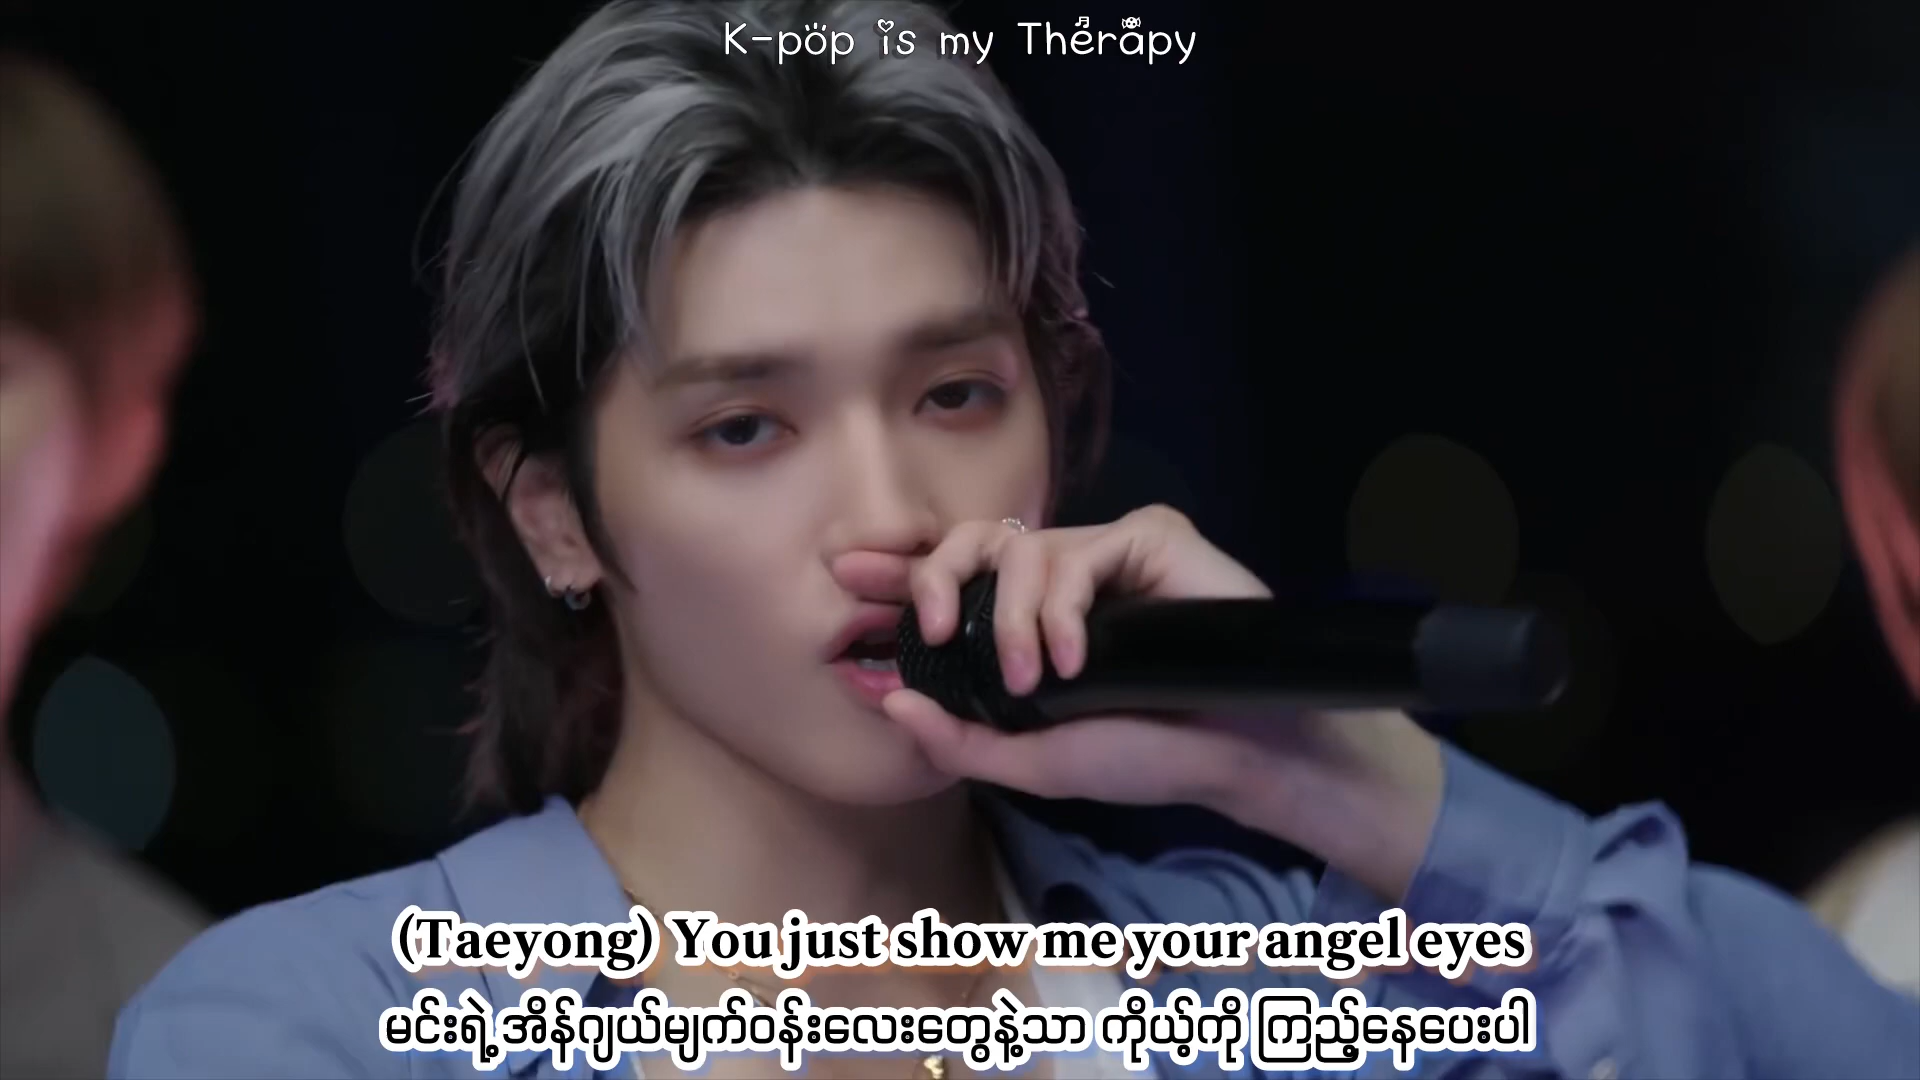 K-pop is my Therapy
(Taeyong) You just show me your angel eyes
မင်းရဲ့အိန်ဂျယ်မျက်ဝန်းလေးတွေနဲ့သာ ကိုယ့်ကို ကြည့်နေပေးပါ